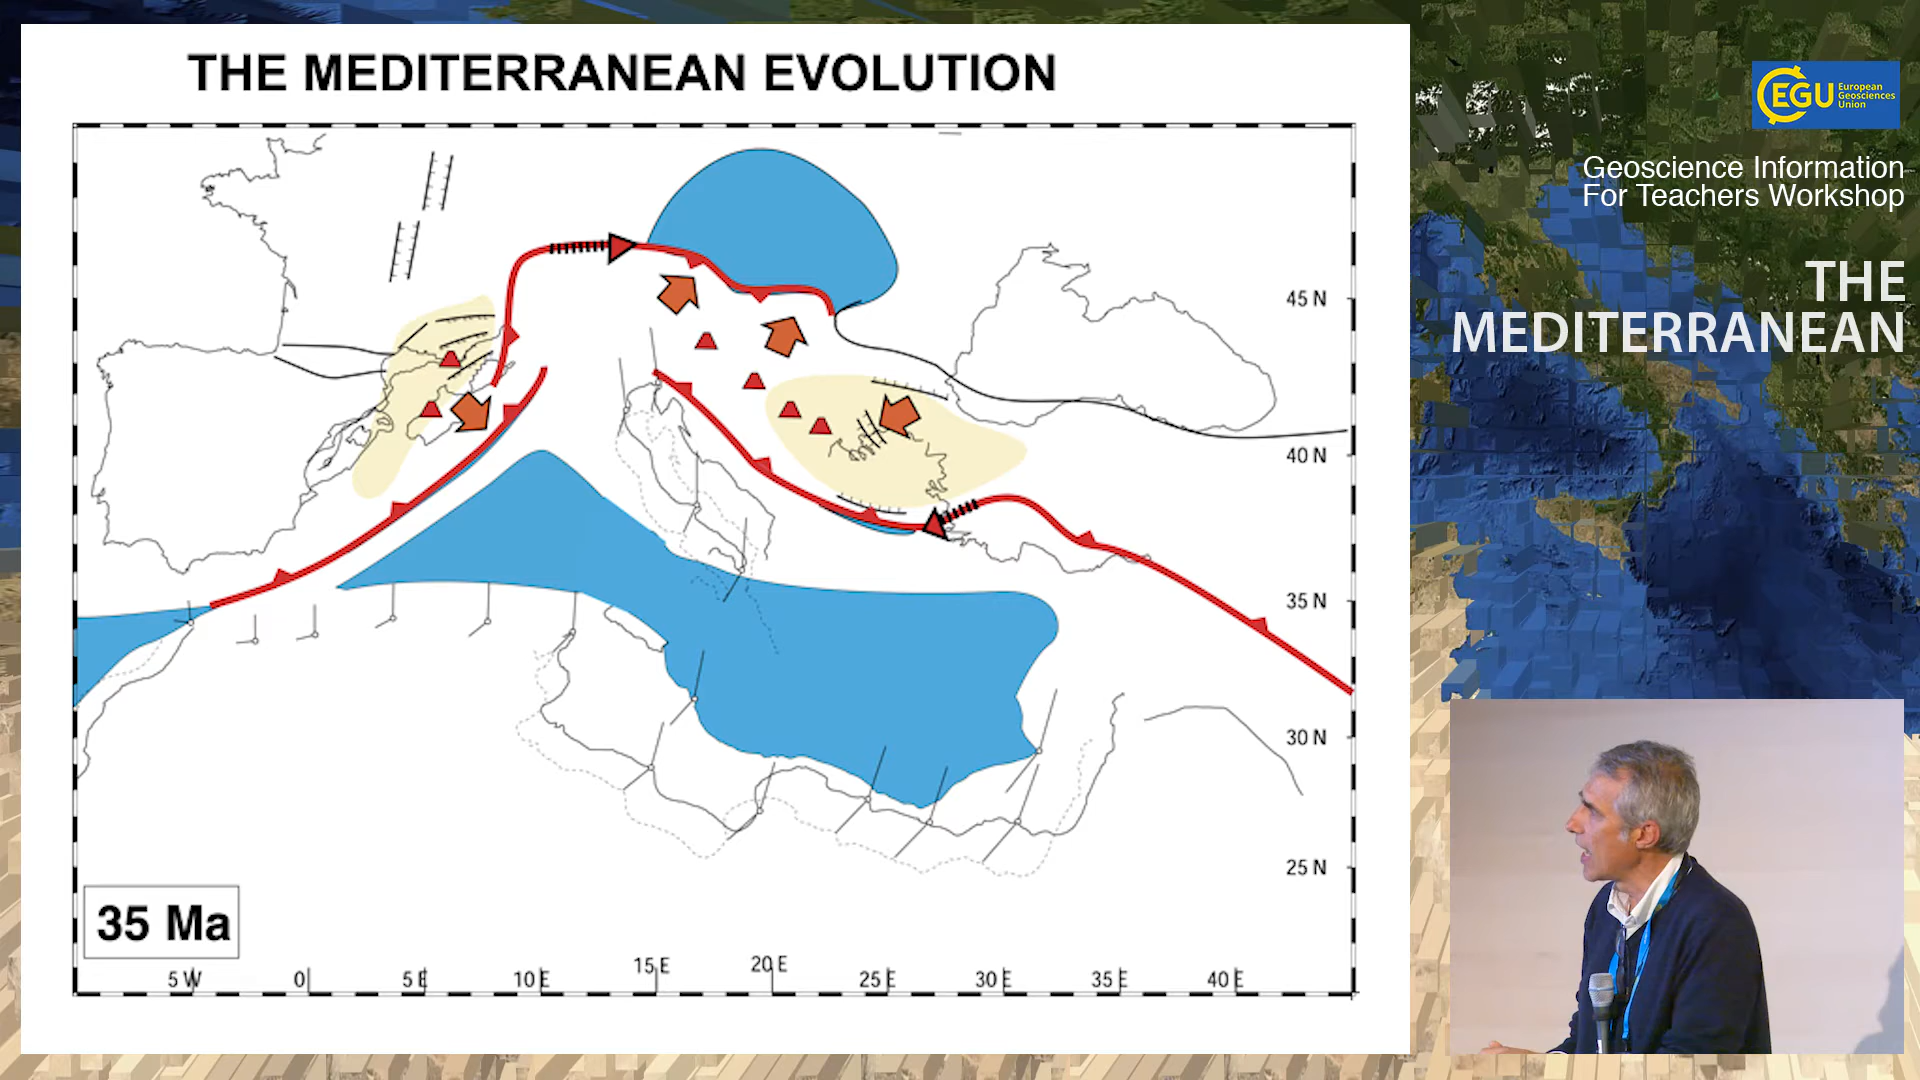 THE MEDITERRANEAN EVOLUTION
45 N
40 N
35 N
30 N
25 N
35 Ma
5 W
0
5 E
10 E
15 E
20 E
25 E
30 E
35 E
40 E
EGU European
Geosciences
Union
Geoscience Information
For Teachers Workshop
THE
MEDITERRANEAN